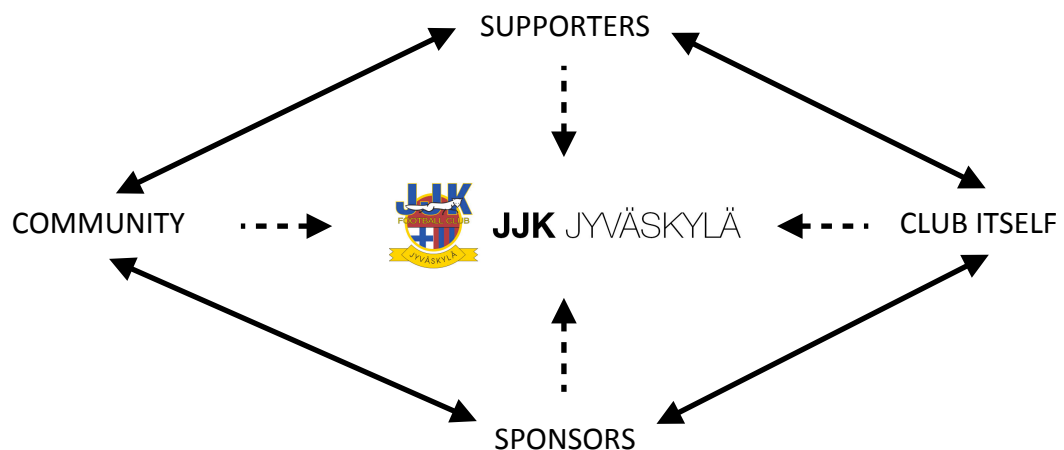 SUPPORTERS
COMMUNITY
JJK
FOOTBALL CLUB
JYVÄSKYLÄ
JJK JYVÄSKYLÄ
CLUB ITSELF
SPONSORS